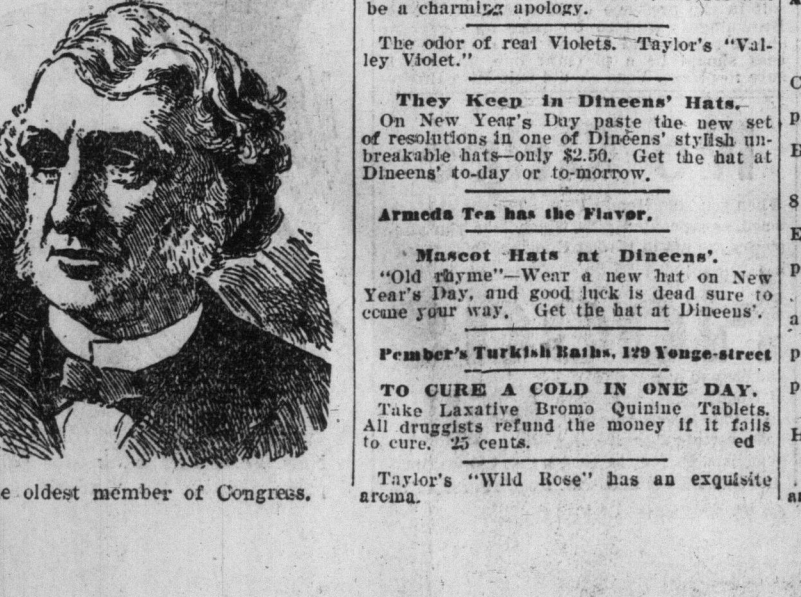 be a charming apology.
The odor of real Violets. Taylor's "Val-
ley Violet."
They Keep in Dineens' Hats.
On New Year's Day paste the new set
of resolutions in one of Dineens' stylish un-
breakable hats—only $2.50. Get the hat at
Dineens' to-day or to-morrow.
Armeda Tea has the Flavor.
Mascot Hats at Dineens'.
"Old rhyme"—Wear a new hat on New
Year's Day, and good luck is dead sure to
come your way. Get the hat at Dineens'.
Pember's Turkish Baths, 129 Yonge-street
TO CURE A COLD IN ONE DAY.
Take Laxative Bromo Quinine Tablets.
All druggists refund the money if it fails
to cure. 25 cents. ed
Taylor's "Wild Rose" has an exquisite
aroma.
oldest member of Congress.